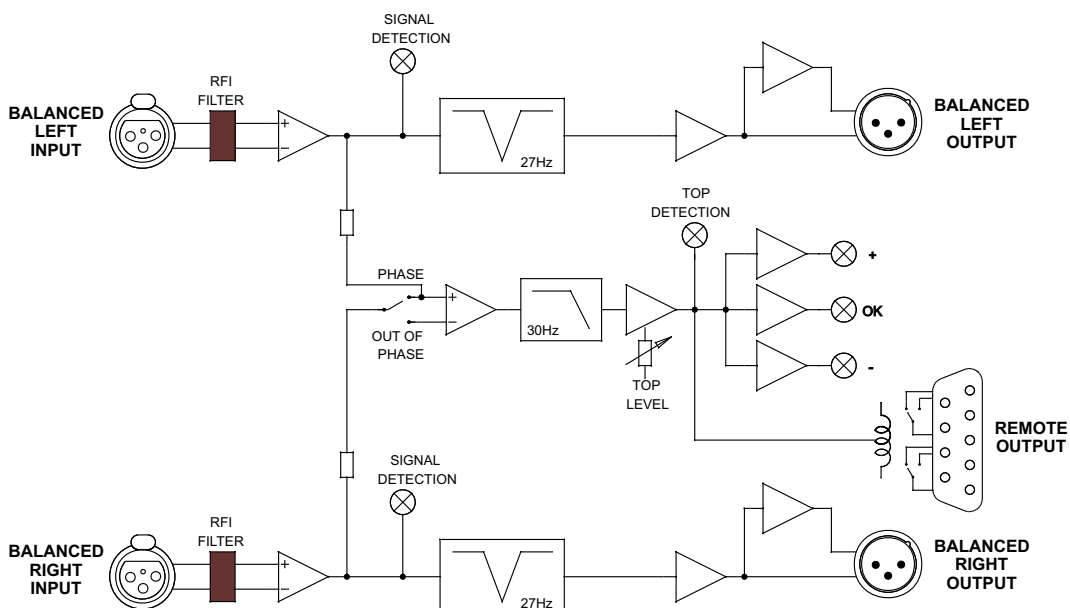 SIGNAL
DETECTION
RFI
FILTER
BALANCED
LEFT
INPUT
27Hz
BALANCED
LEFT
OUTPUT
TOP
DETECTION
+
-
+
OK
-
PHASE
+
-
OUT OF
PHASE
30Hz
TOP
LEVEL
REMOTE
OUTPUT
SIGNAL
DETECTION
RFI
FILTER
BALANCED
RIGHT
INPUT
+
-
27Hz
BALANCED
RIGHT
OUTPUT